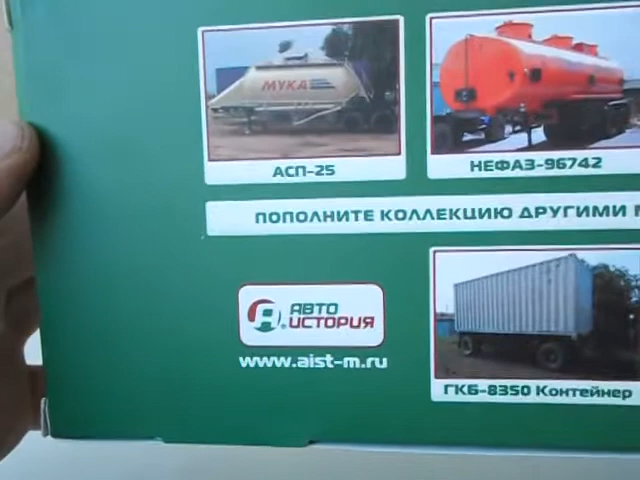 МУКА
АСП-25
НЕФАЗ-96742
ПОПОЛНИТЕ КОЛЛЕКЦИЮ ДРУГИМИ
АВТО
ИСТОРИЯ
www.aist-m.ru
ГКБ-8350 Контейнер